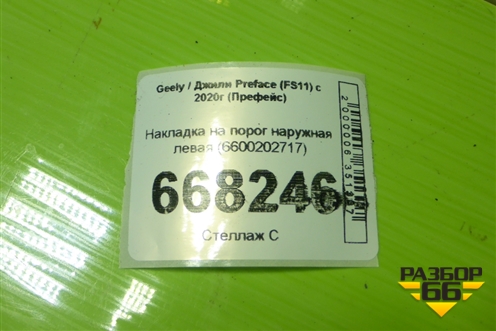 Geely / Джили Preface (FS11) с
2020г (Префейс)
Накладка на порог наружная
левая (6600202717)
668246
Стеллаж С
РАЗБОР
66